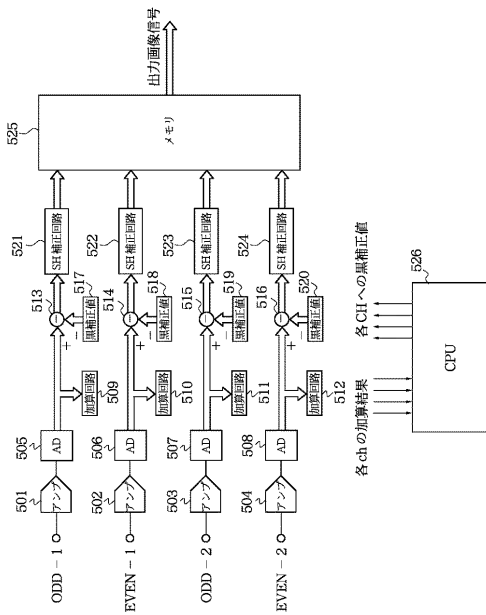 ODD-1
501
アンプ
505
AD
加算回路
509
513
+
-
黒補正値
517
SH補正回路
521
EVEN-1
502
アンプ
506
AD
加算回路
510
514
+
-
黒補正値
518
SH補正回路
522
ODD-2
503
アンプ
507
AD
加算回路
511
515
+
-
黒補正値
519
SH補正回路
523
EVEN-2
504
アンプ
508
AD
加算回路
512
516
+
-
黒補正値
520
SH補正回路
524
525
メモリ
出力画像信号
各chの加算結果
各CHへの黒補正値
526
CPU